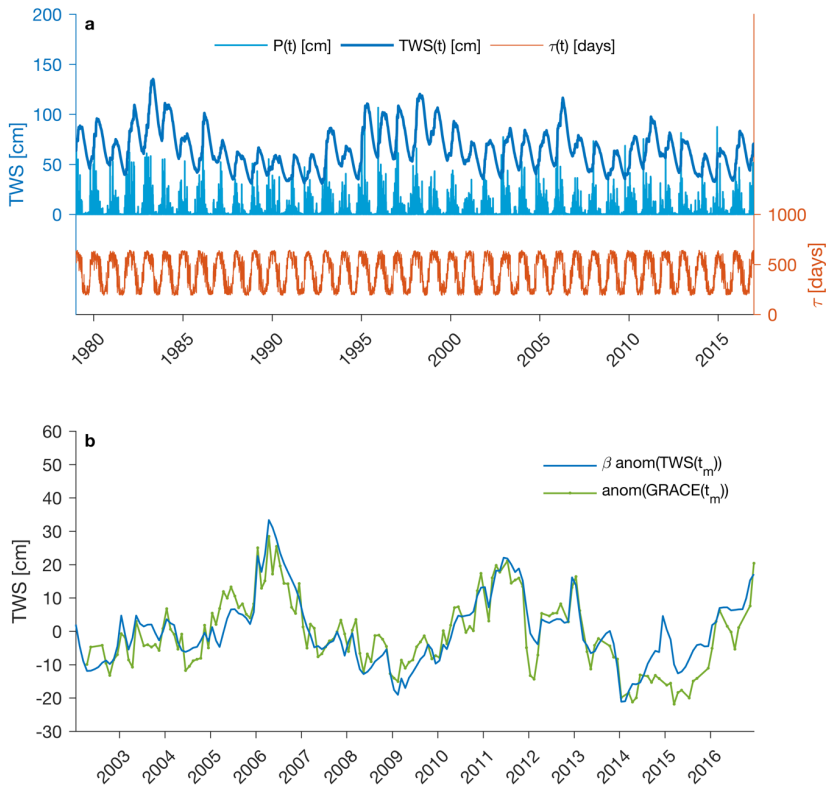 a
P(t) [cm] TWS(t) [cm] τ(t) [days]
200
150
100
50
0
TWS [cm]
1000
500
0
τ [days]
1980 1985 1990 1995 2000 2005 2010 2015
b
β anom(TWS(tm))
anom(GRACE(tm))
60
50
40
30
20
10
0
-10
-20
-30
TWS [cm]
2003 2004 2005 2006 2007 2008 2009 2010 2011 2012 2013 2014 2015 2016